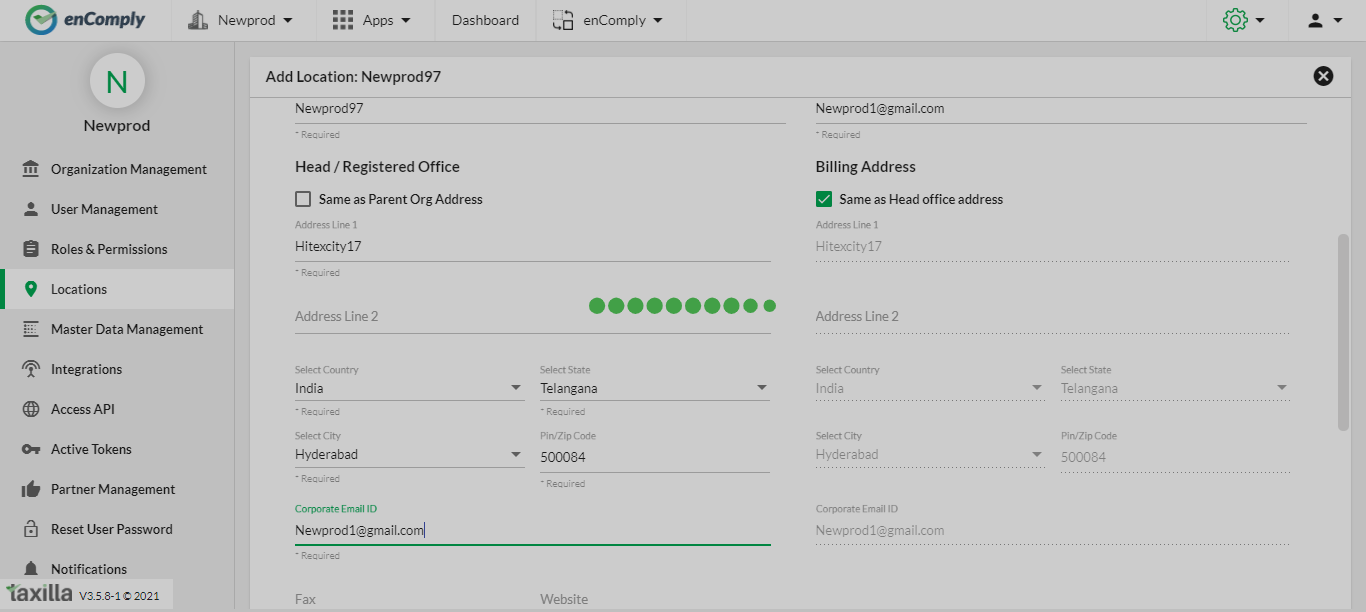 enComply Newprod Apps Dashboard enComply
N
Newprod
Organization Management
User Management
Roles & Permissions
Locations
Master Data Management
Integrations
Access API
Active Tokens
Partner Management
Reset User Password
Notifications
taxilla V3.5.8-1 © 2021
Add Location: Newprod97
Newprod97 Newprod1@gmail.com
* Required * Required
Head / Registered Office Billing Address
Same as Parent Org Address Same as Head office address
Address Line 1 Address Line 1
Hitexcity17 Hitexcity17
* Required
Address Line 2 Address Line 2
Select Country Select State Select Country Select State
India Telangana India Telangana
* Required * Required
Select City Pin/Zip Code Select City Pin/Zip Code
Hyderabad 500084 Hyderabad 500084
* Required * Required
Corporate Email ID Corporate Email ID
Newprod1@gmail.com Newprod1@gmail.com
* Required
Fax Website